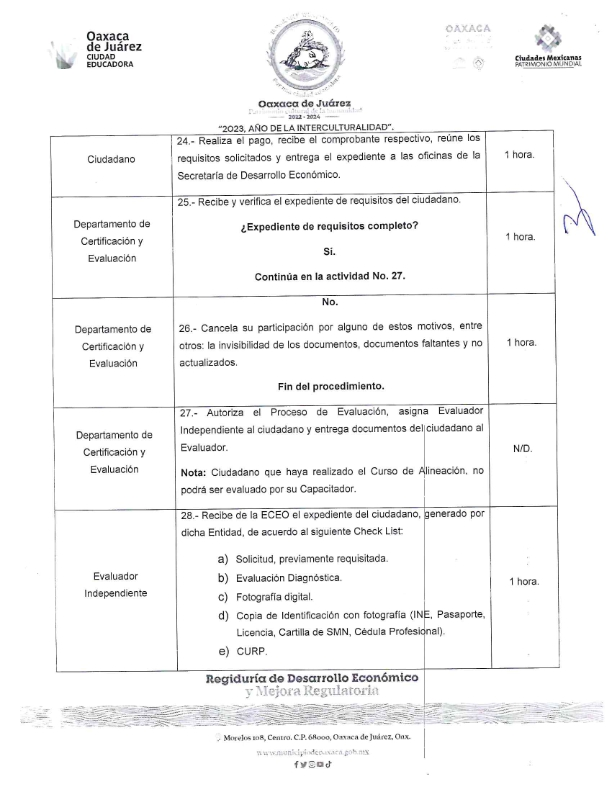 Oaxaca
de Juárez
CIUDAD
EDUCADORA
OAXACA
Ciudades Mexicanas
PATRIMONIO MUNDIAL
Oaxaca de Juárez
2022 - 2024
"2023, AÑO DE LA INTERCULTURALIDAD".
Ciudadano
24.- Realiza el pago, recibe el comprobante respectivo, reúne los
requisitos solicitados y entrega el expediente a las oficinas de la
Secretaría de Desarrollo Económico.
1 hora.
Departamento de
Certificación y
Evaluación
25.- Recibe y verifica el expediente de requisitos del ciudadano.
¿Expediente de requisitos completo?
Sí.
Continúa en la actividad No. 27.
1 hora.
Departamento de
Certificación y
Evaluación
No.
26.- Cancela su participación por alguno de estos motivos, entre
otros: la invisibilidad de los documentos, documentos faltantes y no
actualizados.
Fin del procedimiento.
1 hora.
Departamento de
Certificación y
Evaluación
27.- Autoriza el Proceso de Evaluación, asigna Evaluador
Independiente al ciudadano y entrega documentos del ciudadano al
Evaluador.
Nota: Ciudadano que haya realizado el Curso de Alineación, no
podrá ser evaluado por su Capacitador.
N/D.
Evaluador
Independiente
28.- Recibe de la ECEO el expediente del ciudadano, generado por
dicha Entidad, de acuerdo al siguiente Check List:
a) Solicitud, previamente requisitada.
b) Evaluación Diagnóstica.
c) Fotografía digital.
d) Copia de Identificación con fotografía (INE, Pasaporte,
Licencia, Cartilla de SMN, Cédula Profesional).
e) CURP.
1 hora.
Regiduría de Desarrollo Económico
y Mejora Regulatoria
Morelos 108, Centro. C.P. 68000, Oaxaca de Juárez, Oax.
www.municipiodeoaxaca.gob.mx